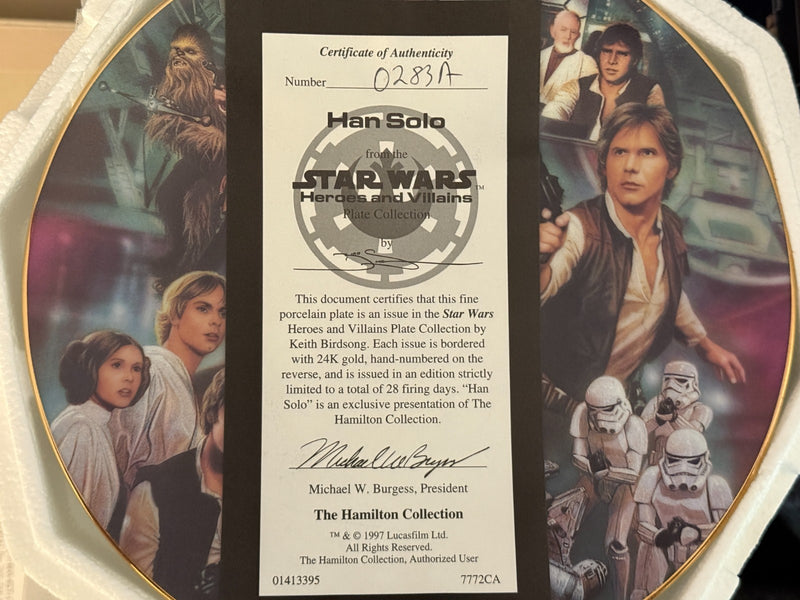 Certificate of Authenticity
Number 0283A
Han Solo
from the
STAR WARS™
Heroes and Villains
Plate Collection
by
This document certifies that this fine
porcelain plate is an issue in the Star Wars
Heroes and Villains Plate Collection by
Keith Birdsong. Each issue is bordered
with 24K gold, hand-numbered on the
reverse, and is issued in an edition strictly
limited to a total of 28 firing days. “Han
Solo” is an exclusive presentation of The
Hamilton Collection.
Michael W Burgess
Michael W. Burgess, President
The Hamilton Collection
™ & © 1997 Lucasfilm Ltd.
All Rights Reserved.
The Hamilton Collection, Authorized User
01413395 7772CA